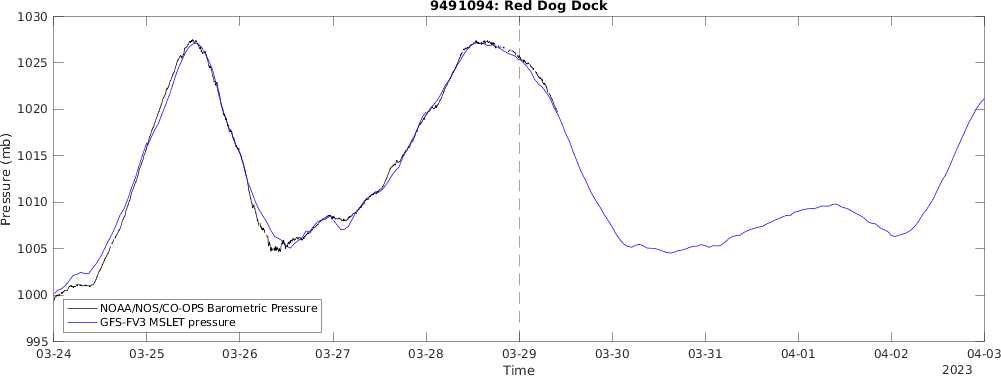 9491094: Red Dog Dock
Pressure (mb)
1030
1025
1020
1015
1010
1005
1000
995
NOAA/NOS/CO-OPS Barometric Pressure
GFS-FV3 MSLET pressure
03-24 03-25 03-26 03-27 03-28 03-29 03-30 03-31 04-01 04-02 04-03
Time
2023